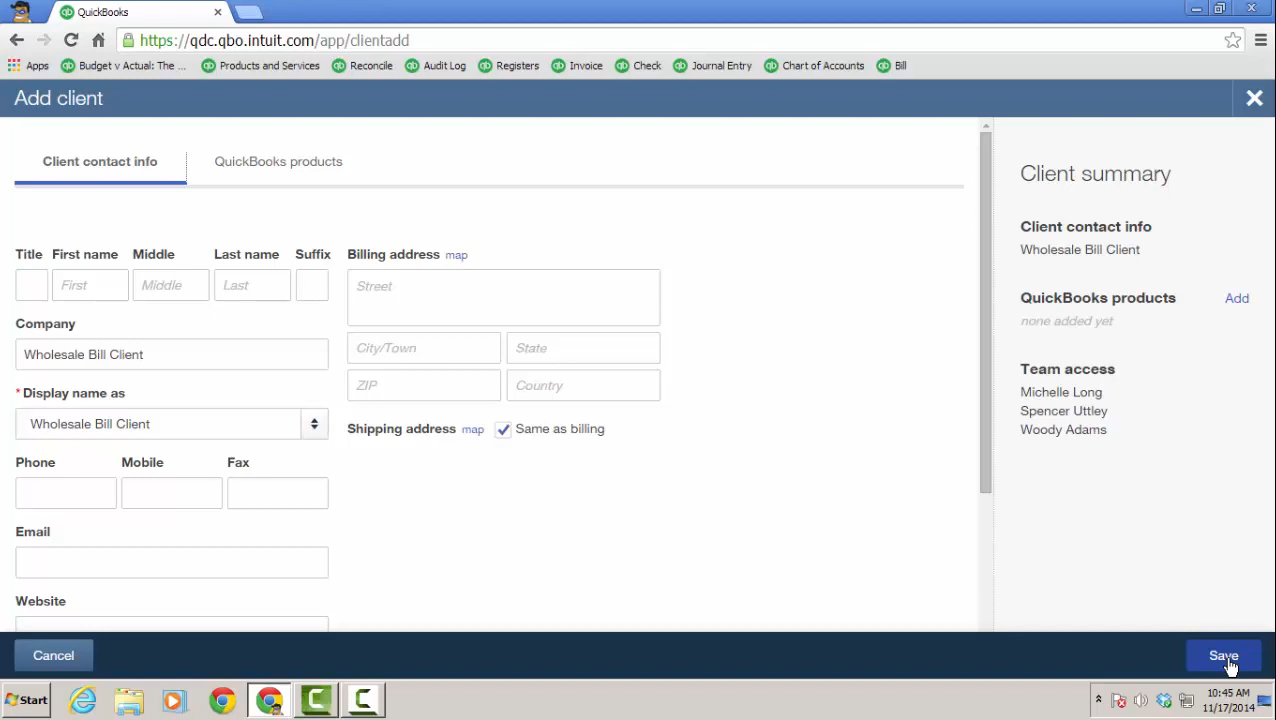 QuickBooks
https://qdc.qbo.intuit.com/app/clientadd
Apps Budget v Actual: The ... Products and Services Reconcile Audit Log Registers Invoice Check Journal Entry Chart of Accounts Bill
Add client
Client contact info QuickBooks products
Title First name Middle Last name Suffix
First Middle Last
Company
Wholesale Bill Client
* Display name as
Wholesale Bill Client
Phone Mobile Fax
Email
Website
Billing address map
Street
City/Town State
ZIP Country
Shipping address map Same as billing
Client summary
Client contact info
Wholesale Bill Client
QuickBooks products Add
none added yet
Team access
Michelle Long
Spencer Uttley
Woody Adams
Cancel Save
Start
10:45 AM
11/17/2014